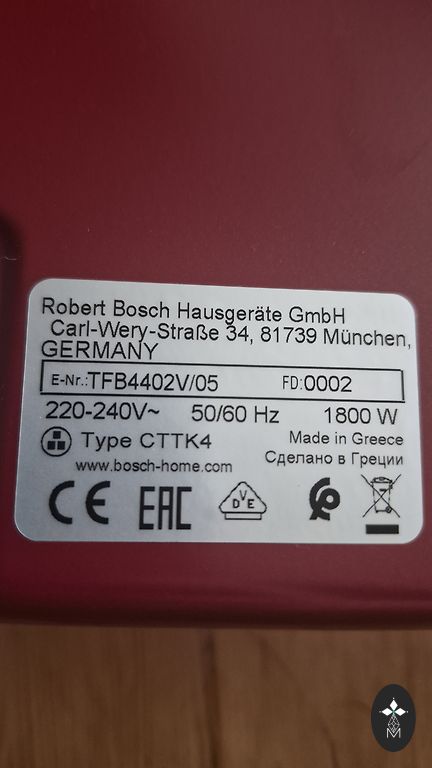 Robert Bosch Hausgeräte GmbH
Carl-Wery-Straße 34, 81739 München,
GERMANY
E-Nr.:TFB4402V/05 FD:0002
220-240V~ 50/60 Hz 1800 W
Type CTTK4 Made in Greece
www.bosch-home.com Сделано в Греции
CE EAC VDE
M